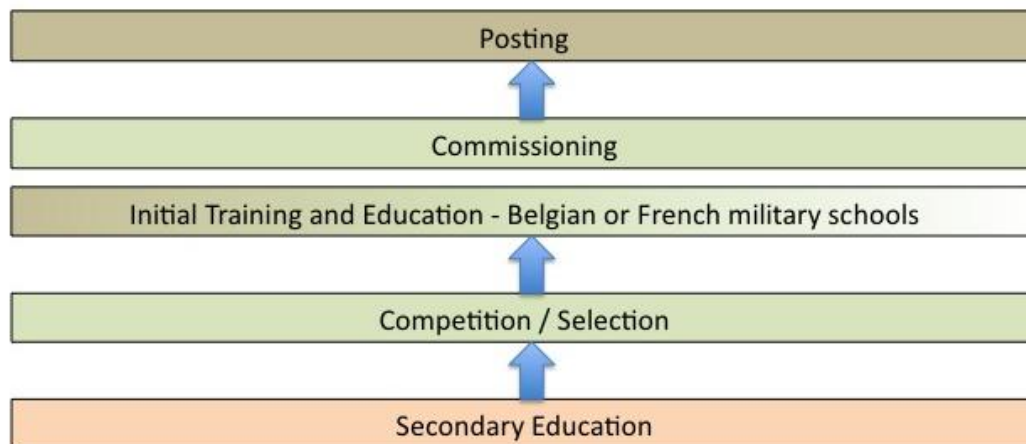 Posting
Commissioning
Initial Training and Education - Belgian or French military schools
Competition / Selection
Secondary Education